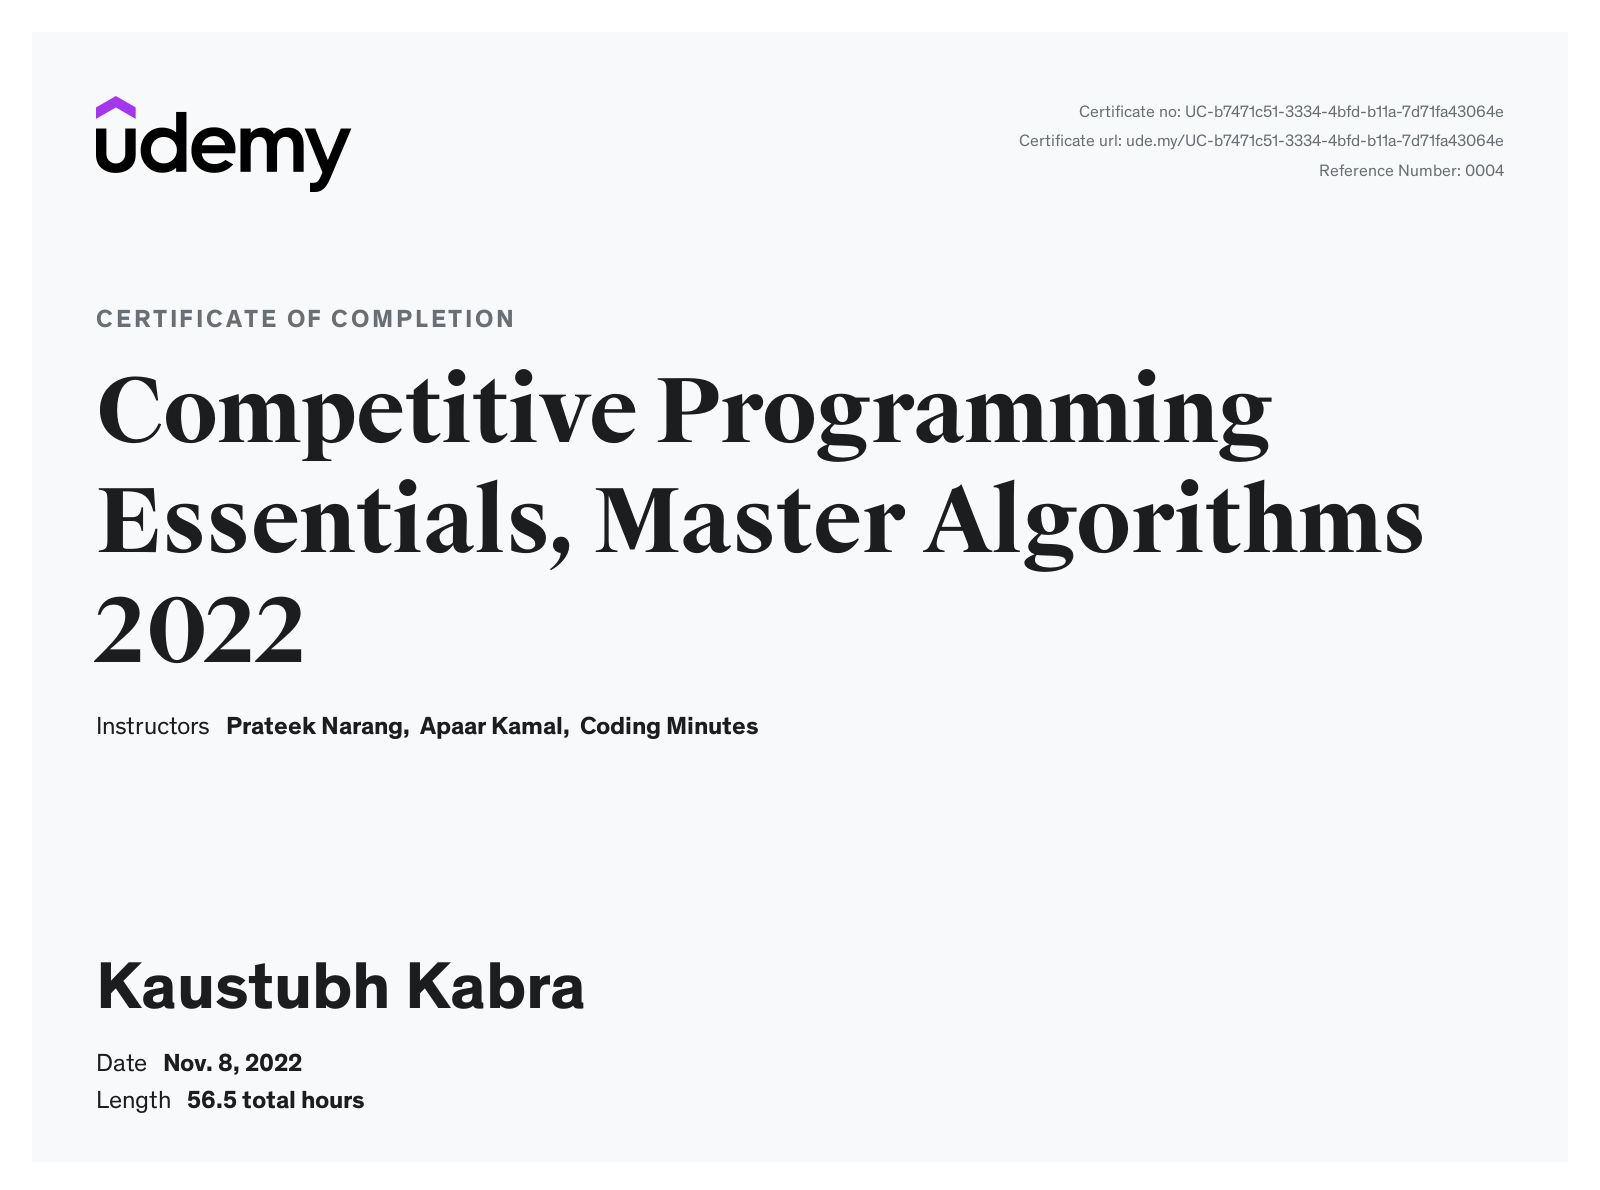 udemy
Certificate no: UC-b7471c51-3334-4bfd-b11a-7d71fa43064e
Certificate url: ude.my/UC-b7471c51-3334-4bfd-b11a-7d71fa43064e
Reference Number: 0004
CERTIFICATE OF COMPLETION
Competitive Programming
Essentials, Master Algorithms
2022
Instructors Prateek Narang, Apaar Kamal, Coding Minutes
Kaustubh Kabra
Date Nov. 8, 2022
Length 56.5 total hours